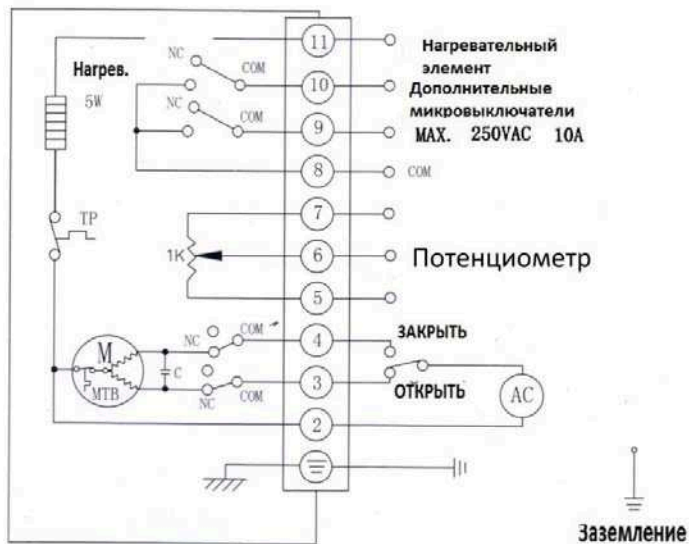 11
Нагревательный
элемент
Нагрев.
5W
NC
COM
10
Дополнительные
микровыключатели
NC
COM
9
MAX. 250VAC 10A
8
COM
7
TP
1K
6
Потенциометр
5
NC
COM
4
ЗАКРЫТЬ
M
MTB
C
NC
COM
3
ОТКРЫТЬ
AC
2
Заземление